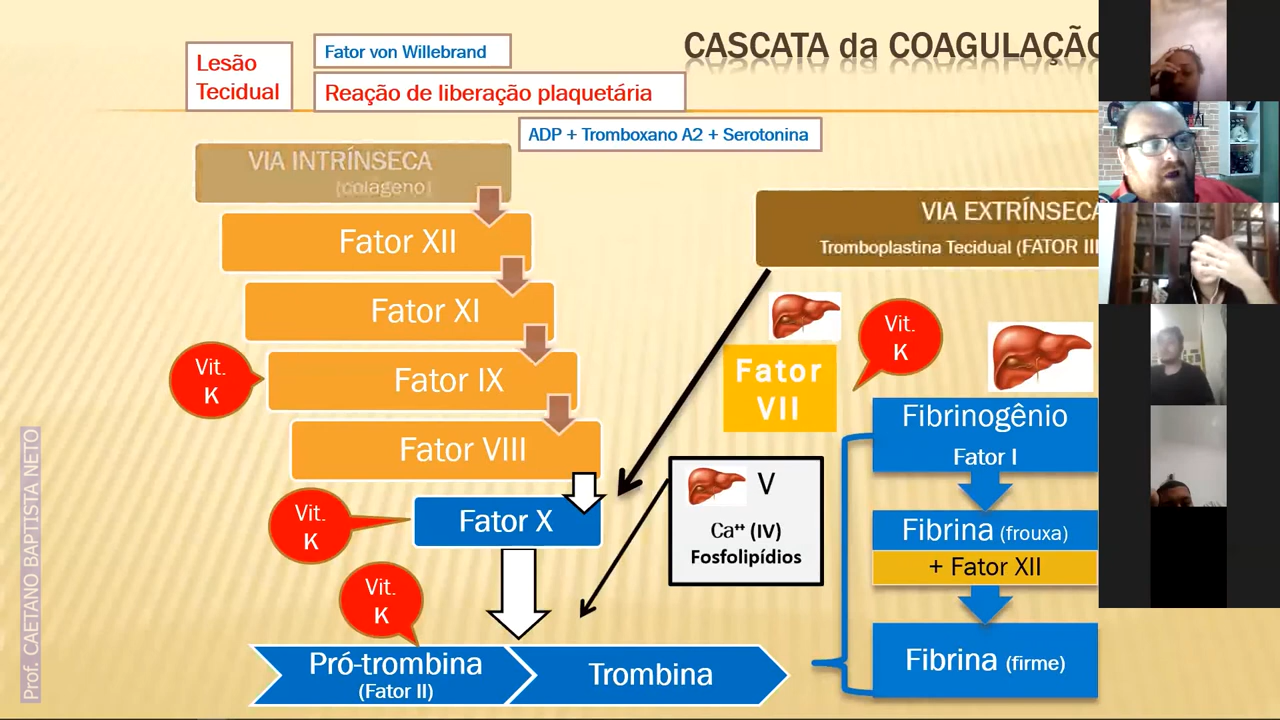 CASCATA da COAGULAÇÃO
Lesão
Tecidual
Fator von Willebrand
Reação de liberação plaquetária
ADP + Tromboxano A2 + Serotonina
VIA INTRÍNSECA
(colágeno)
Fator XII
Fator XI
Fator IX
Fator VIII
Fator X
Vit.
K
Vit.
K
Vit.
K
Pró-trombina
(Fator II)
Trombina
VIA EXTRÍNSECA
Tromboplastina Tecidual (FATOR III
Fator
VII
Vit.
K
V
Ca⁺⁺ (IV)
Fosfolipídios
Fibrinogênio
Fator I
Fibrina (frouxa)
+ Fator XII
Fibrina (firme)
Prof. CAETANO BAPTISTA NETO